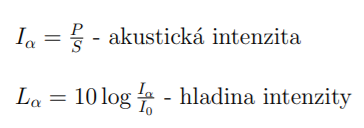 I_α = P/S - akustická intenzita
L_α = 10 log I_α/I_0 - hladina intenzity